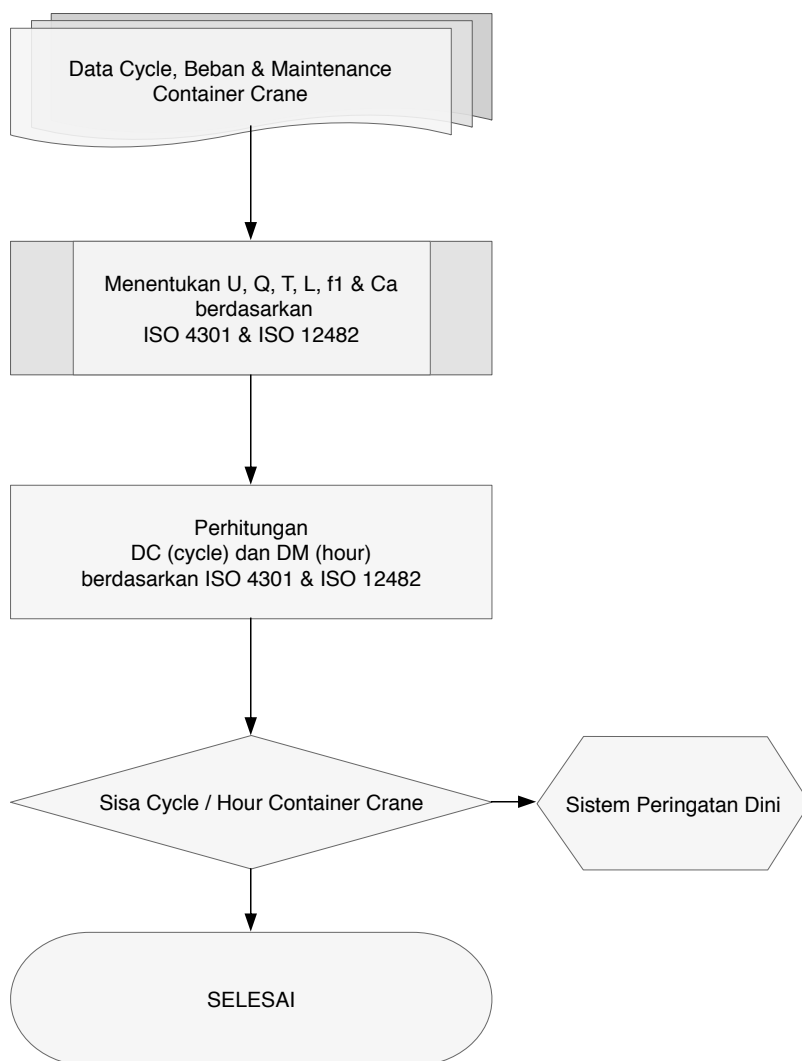 Data Cycle, Beban & Maintenance
Container Crane
Menentukan U, Q, T, L, f1 & Ca
berdasarkan
ISO 4301 & ISO 12482
Perhitungan
DC (cycle) dan DM (hour)
berdasarkan ISO 4301 & ISO 12482
Sisa Cycle / Hour Container Crane
Sistem Peringatan Dini
SELESAI